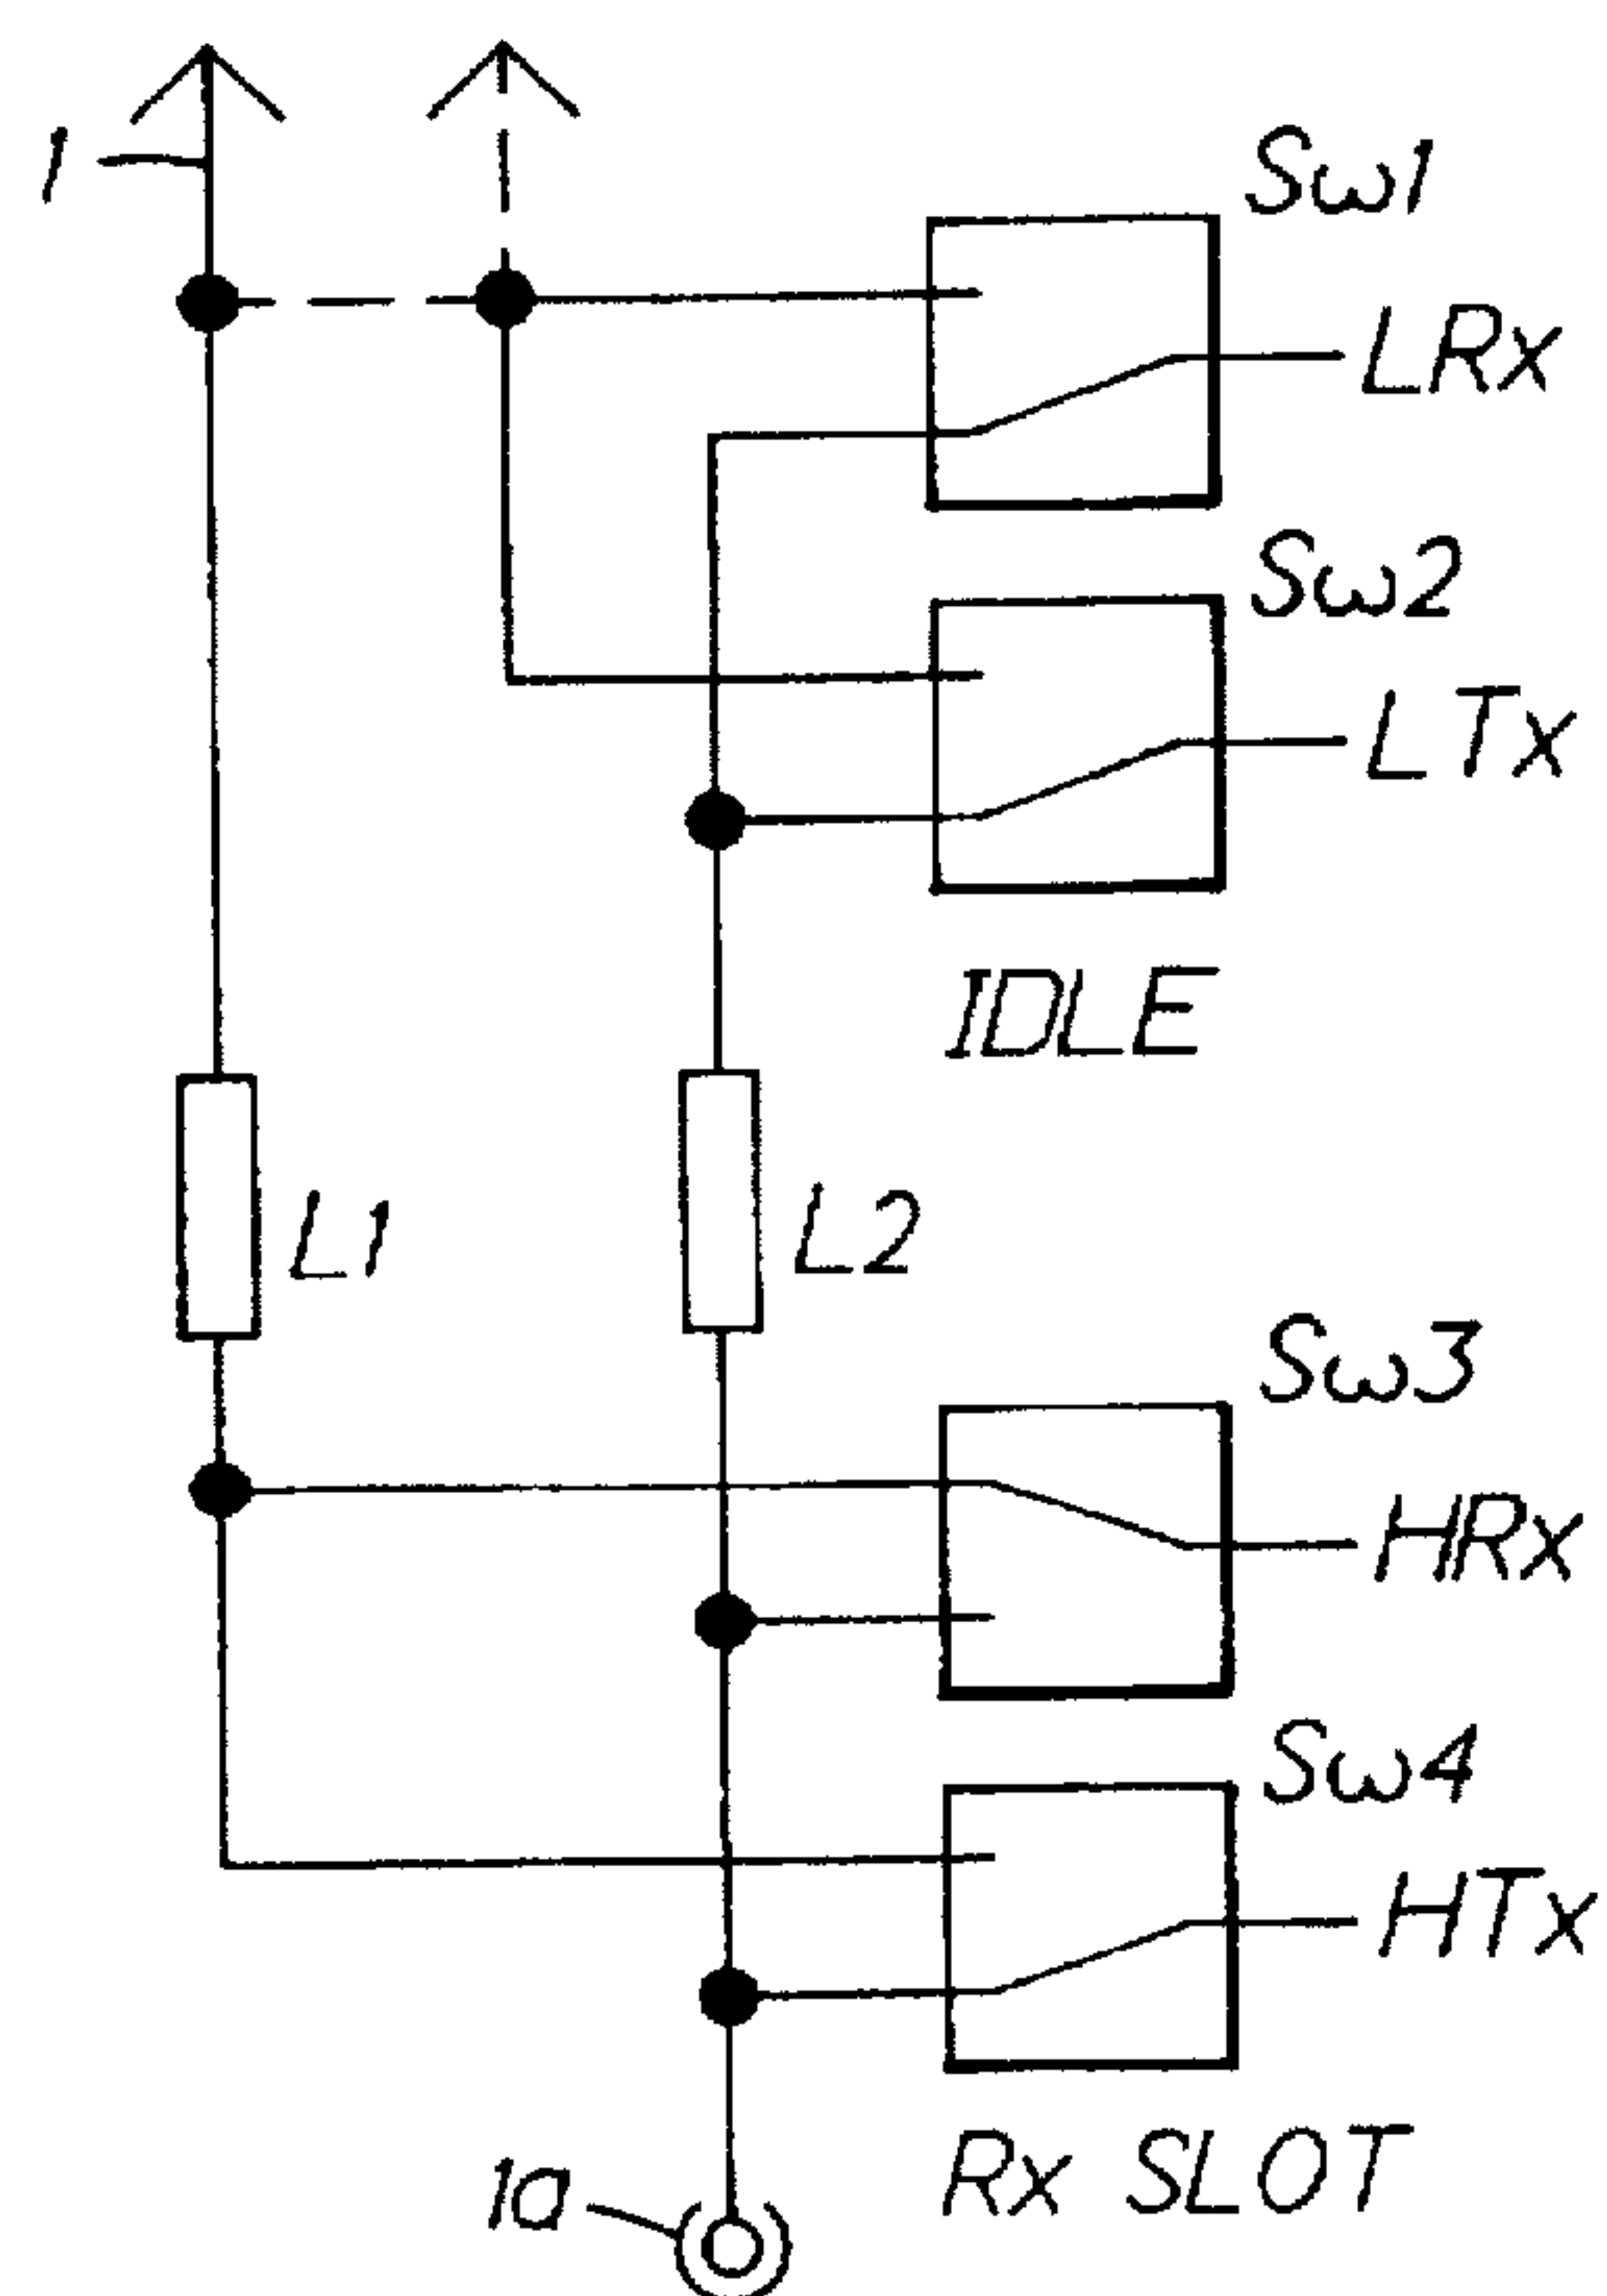 1
Sw1
LRx
Sw2
LTx
IDLE
L1
L2
Sw3
HRx
Sw4
HTx
Rx SLOT
1a